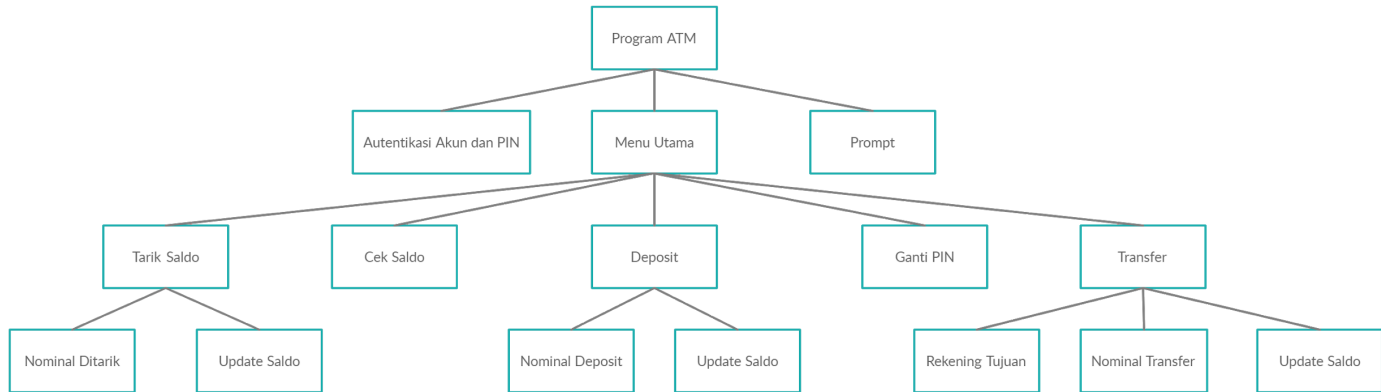 Program ATM
Autentikasi Akun dan PIN
Menu Utama
Prompt
Tarik Saldo
Cek Saldo
Deposit
Ganti PIN
Transfer
Nominal Ditarik
Update Saldo
Nominal Deposit
Update Saldo
Rekening Tujuan
Nominal Transfer
Update Saldo